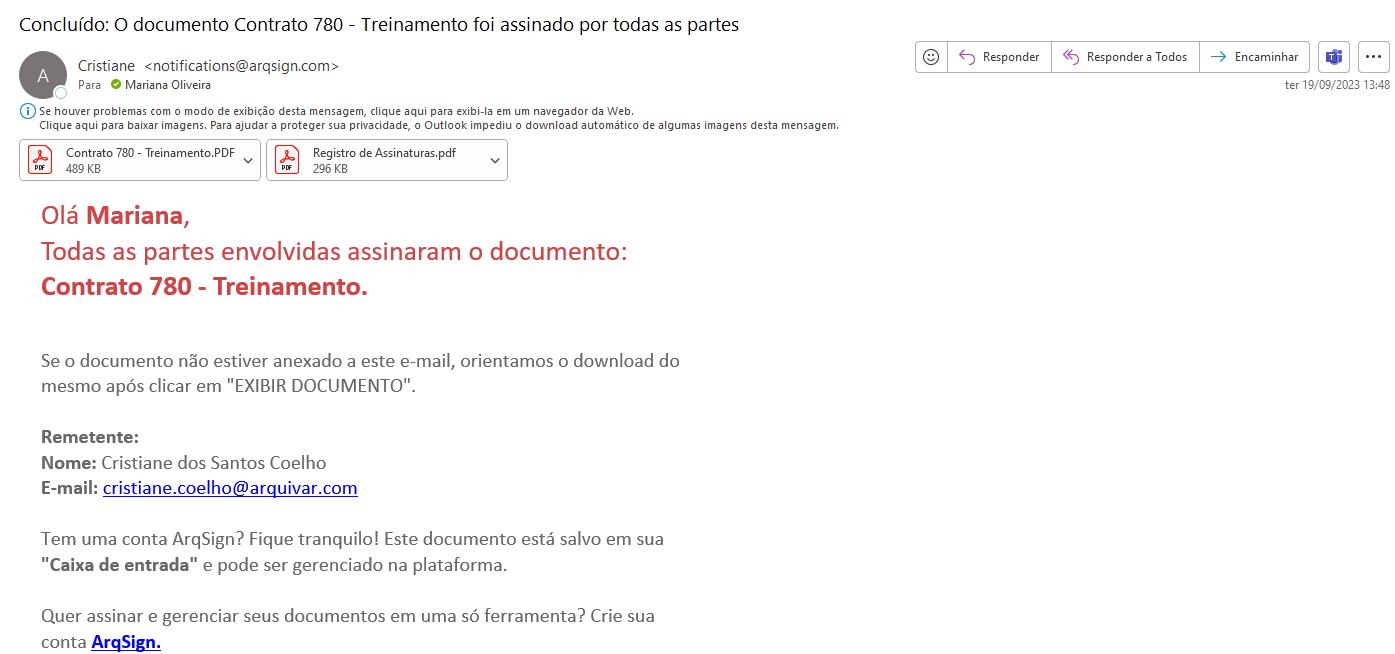 Concluído: O documento Contrato 780 - Treinamento foi assinado por todas as partes
A
Cristiane <notifications@arqsign.com>
Para Mariana Oliveira
Responder
Responder a Todos
Encaminhar
ter 19/09/2023 13:48
Se houver problemas com o modo de exibição desta mensagem, clique aqui para exibi-la em um navegador da Web.
Clique aqui para baixar imagens. Para ajudar a proteger sua privacidade, o Outlook impediu o download automático de algumas imagens desta mensagem.
PDF
Contrato 780 - Treinamento.PDF
489 KB
PDF
Registro de Assinaturas.pdf
296 KB
Olá Mariana,
Todas as partes envolvidas assinaram o documento:
Contrato 780 - Treinamento.
Se o documento não estiver anexado a este e-mail, orientamos o download do
mesmo após clicar em "EXIBIR DOCUMENTO".
Remetente:
Nome: Cristiane dos Santos Coelho
E-mail: cristiane.coelho@arquivar.com
Tem uma conta ArqSign? Fique tranquilo! Este documento está salvo em sua
"Caixa de entrada" e pode ser gerenciado na plataforma.
Quer assinar e gerenciar seus documentos em uma só ferramenta? Crie sua
conta ArqSign.